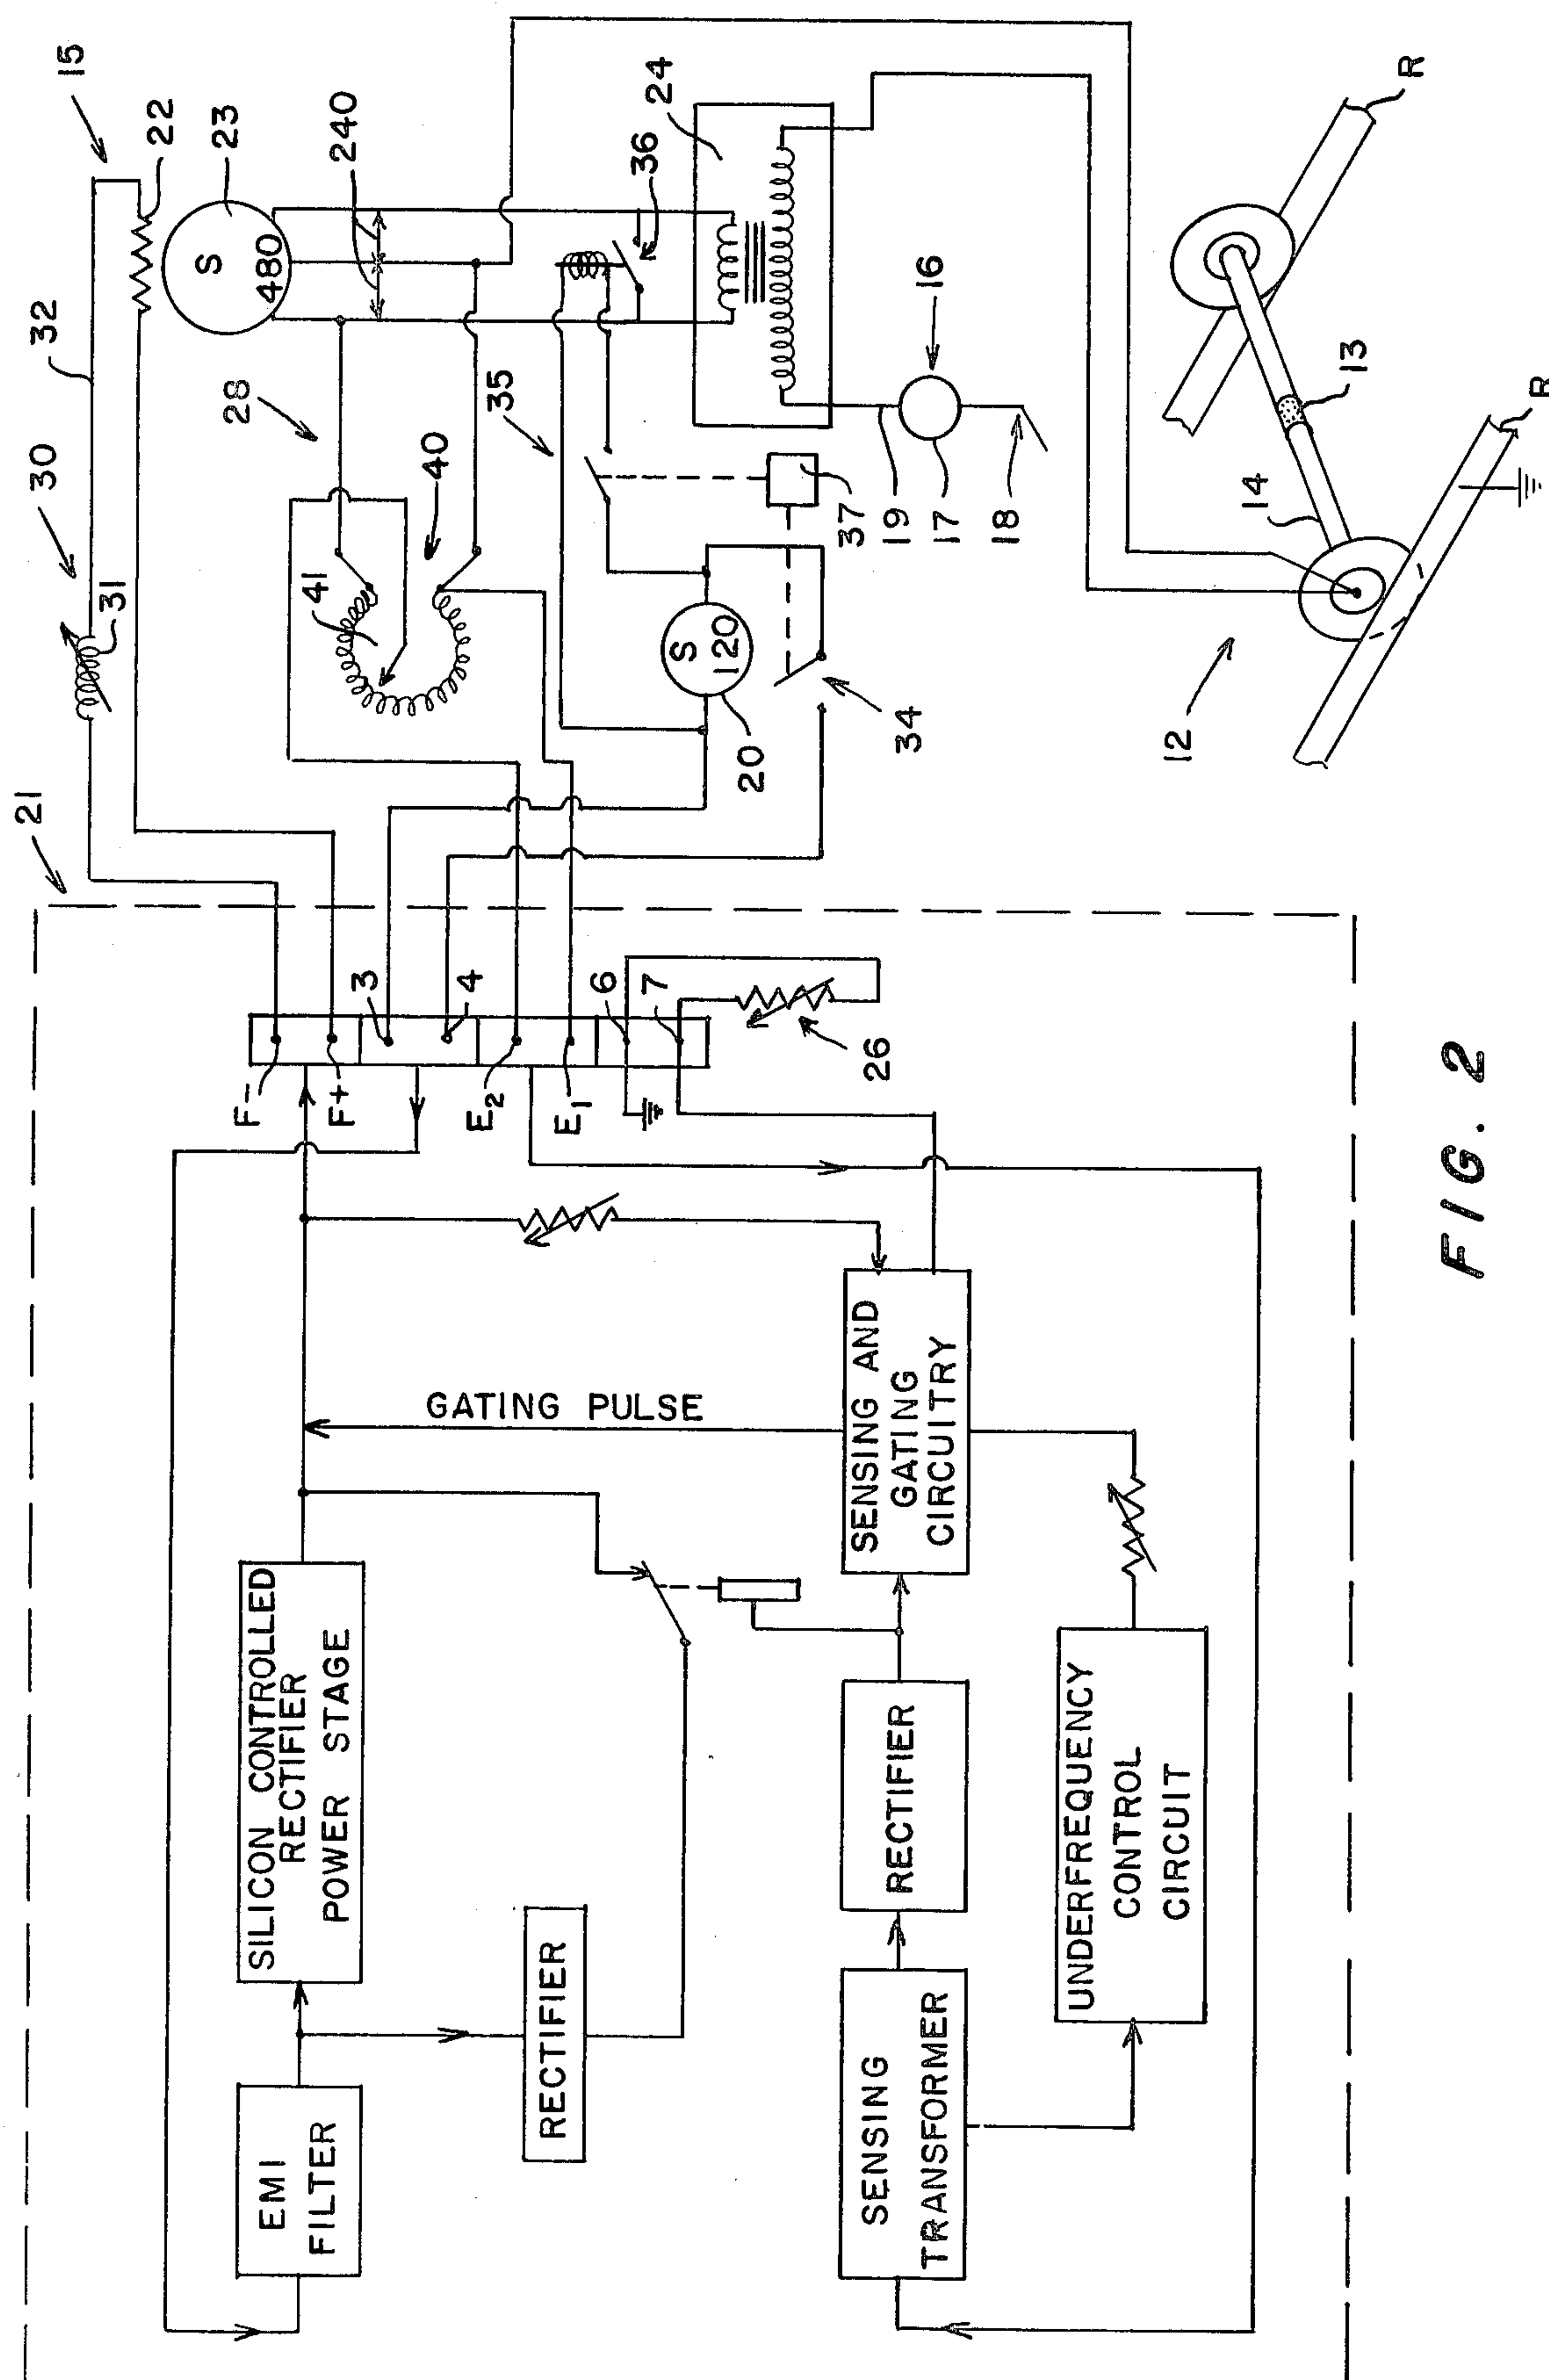 21
30
32
15
31
22
S
480
23
240
28
40
41
35
36
24
S
120
20
34
37
19
17
16
18
12
14
13
R
R
F-
F+
3
4
E2
E1
6
7
26
EMI
FILTER
SILICON CONTROLLED
RECTIFIER
POWER STAGE
RECTIFIER
GATING PULSE
SENSING
TRANSFORMER
RECTIFIER
SENSING AND
GATING
CIRCUITRY
UNDERFREQUENCY
CONTROL
CIRCUIT
FIG. 2